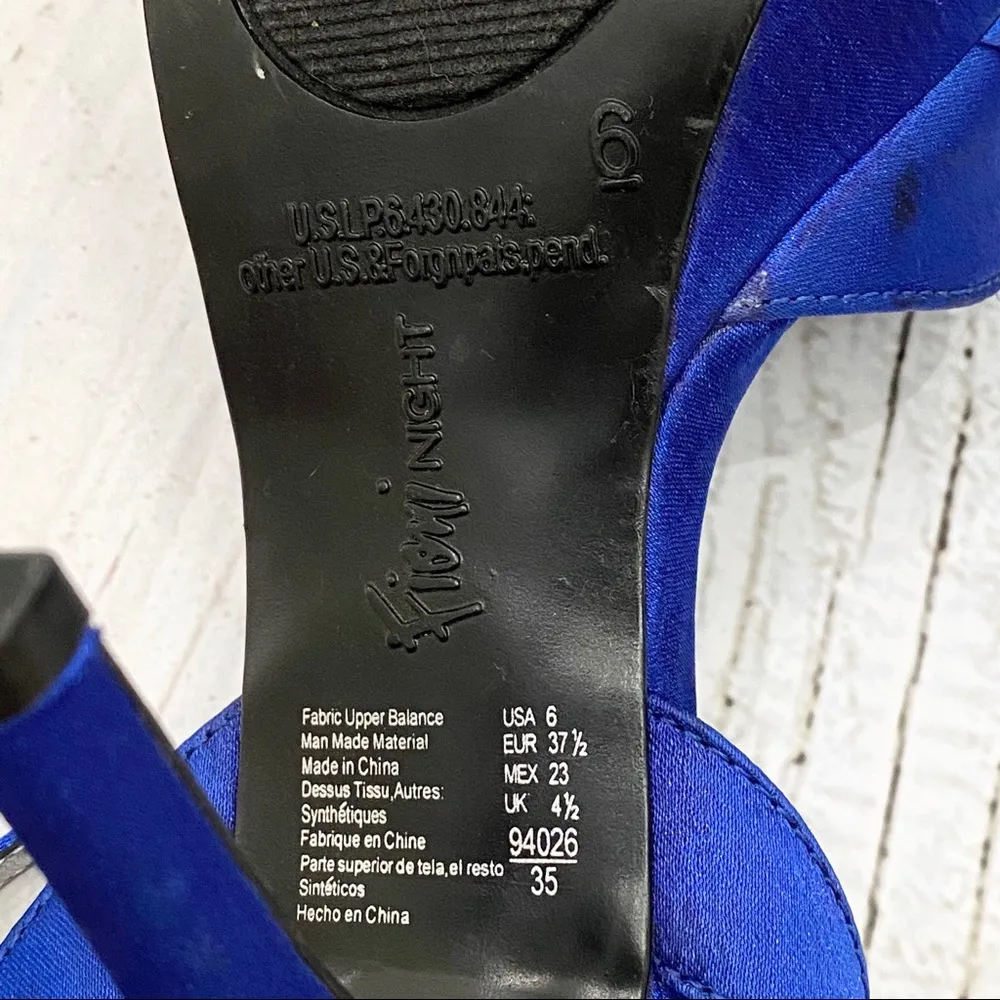 6
U.S.I.P.6.430.844:
other U.S.&Forgnpais.pend.
Fioni NIGHT
Fabric Upper Balance
Man Made Material
Made in China
Dessus Tissu,Autres:
Synthétiques
Fabrique en Chine
Parte superior de tela,el resto
Sintéticos
Hecho en China
USA 6
EUR 37 ½
MEX 23
UK 4½
94026
35